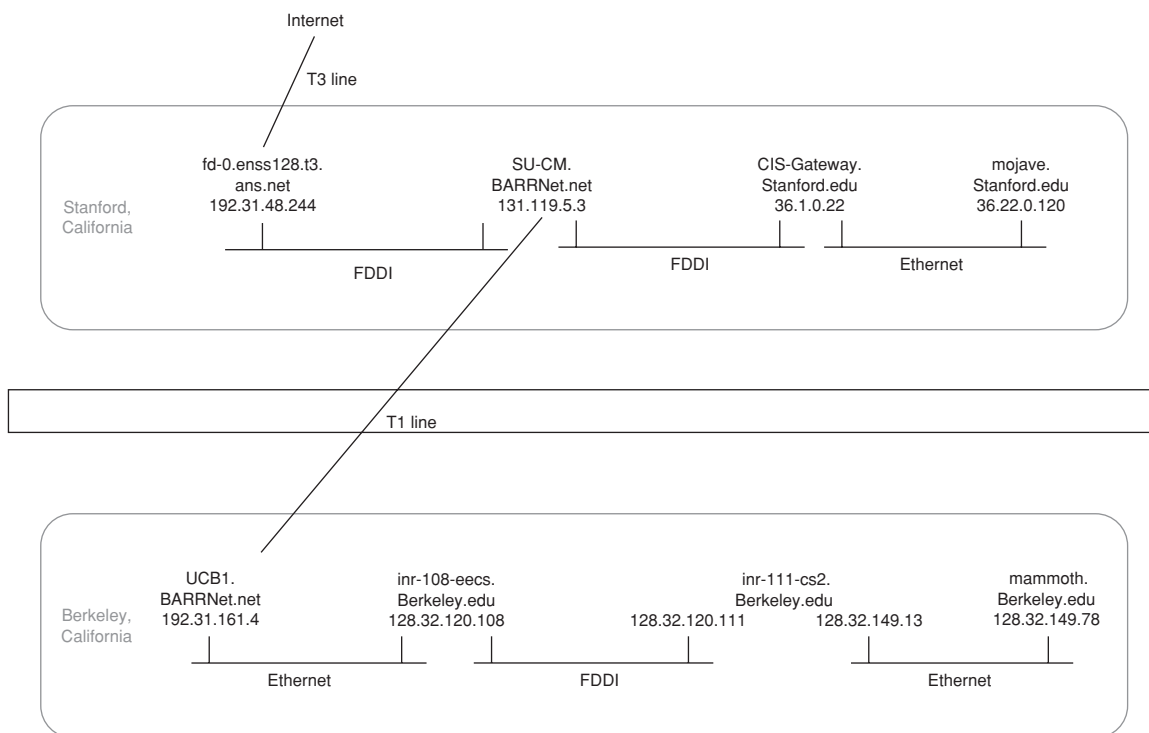 Internet
T3 line
fd-0.enss128.t3.
ans.net
192.31.48.244
SU-CM.
BARRNet.net
131.119.5.3
CIS-Gateway.
Stanford.edu
36.1.0.22
mojave.
Stanford.edu
36.22.0.120
Stanford,
California
FDDI
FDDI
Ethernet
T1 line
UCB1.
BARRNet.net
192.31.161.4
inr-108-eecs.
Berkeley.edu
128.32.120.108
inr-111-cs2.
Berkeley.edu
128.32.120.111
128.32.149.13
mammoth.
Berkeley.edu
128.32.149.78
Berkeley,
California
Ethernet
FDDI
Ethernet